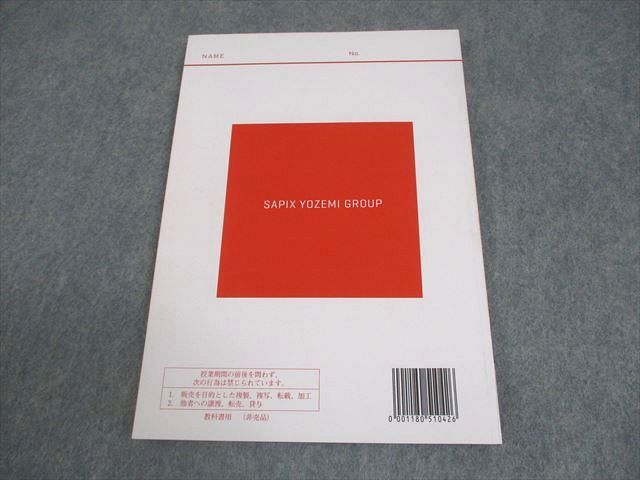 NAME No.
SAPIX YOZEMI GROUP
授業期間の前後を問わず、
次の行為は禁じられています。
1. 販売を目的とした複製、複写、転載、加工
2. 他者への譲渡、転売、貸与
教科書用 (非売品)
0 001180 510426